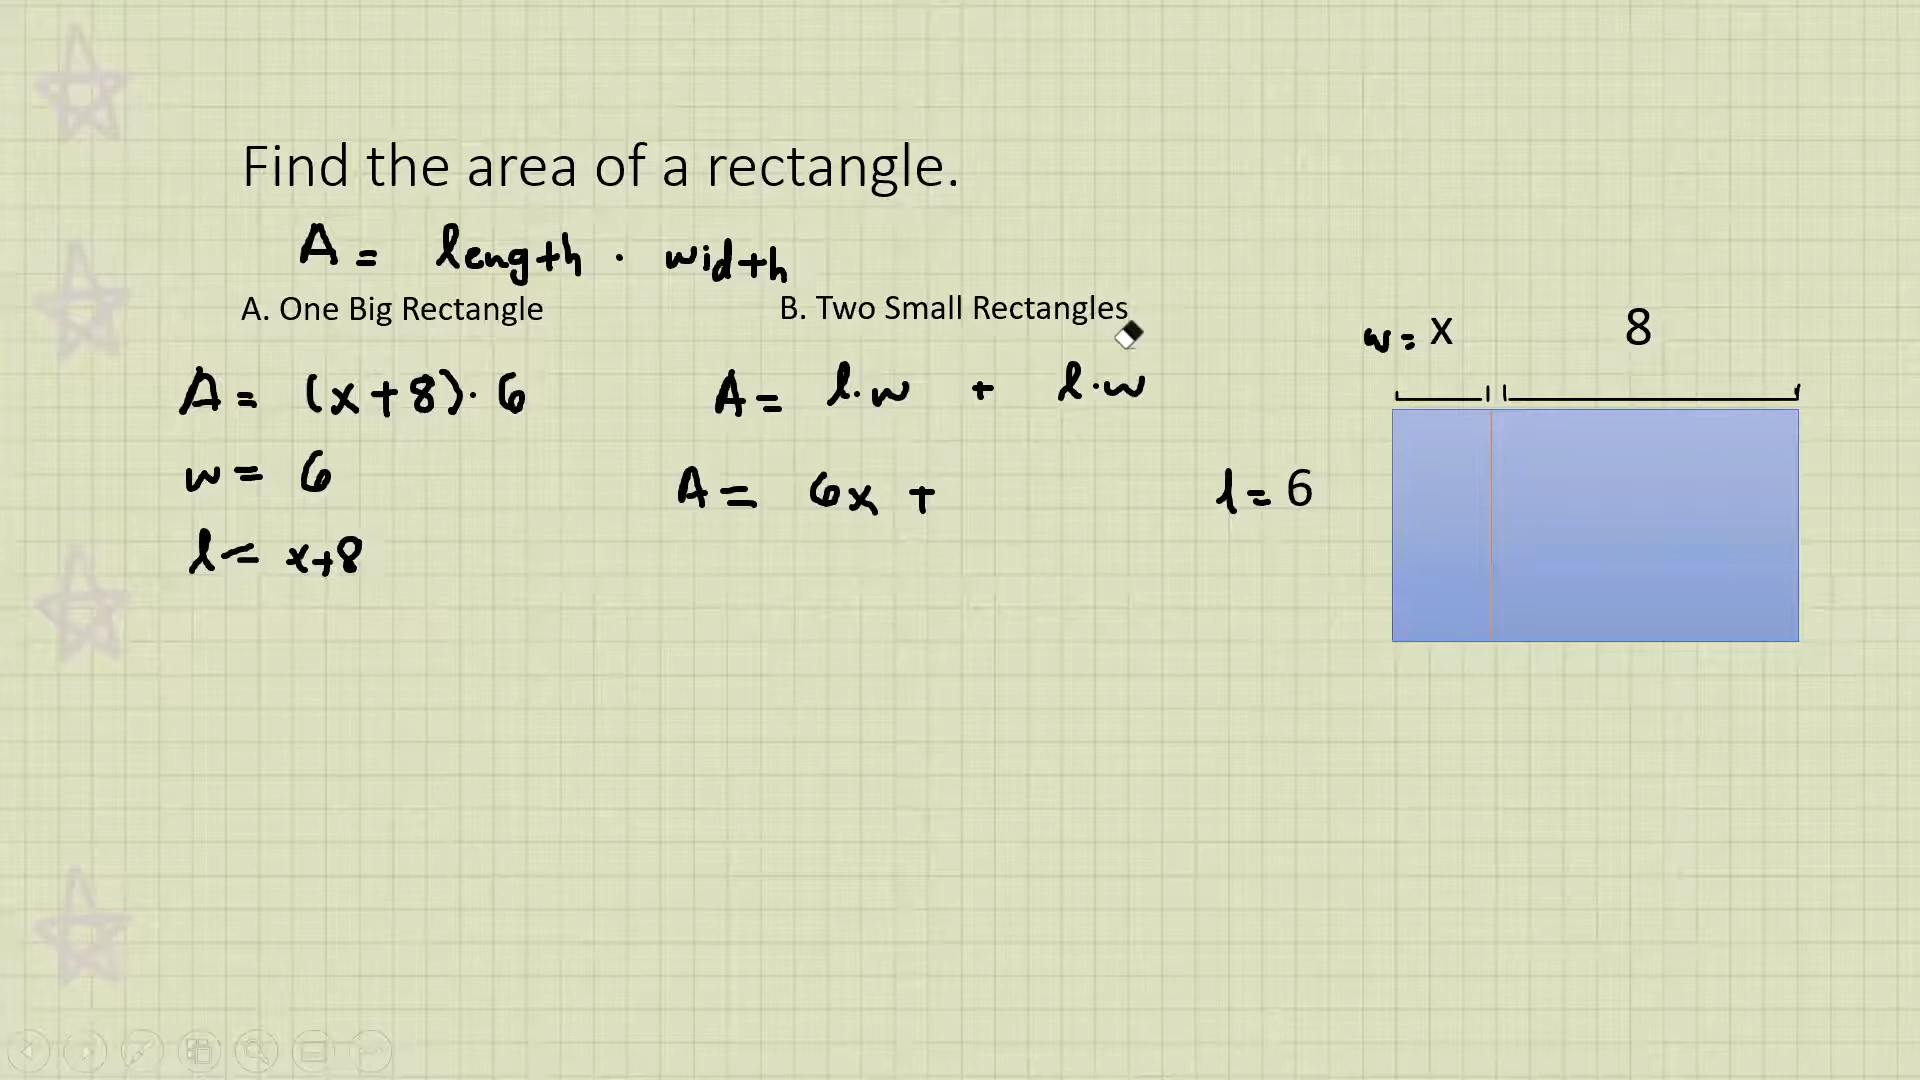 Find the area of a rectangle.
A = length · width
A. One Big Rectangle
B. Two Small Rectangles
A = (x+8) · 6
w = 6
l = x+8
A = l·w + l·w
A = 6x +
w = x
8
l = 6